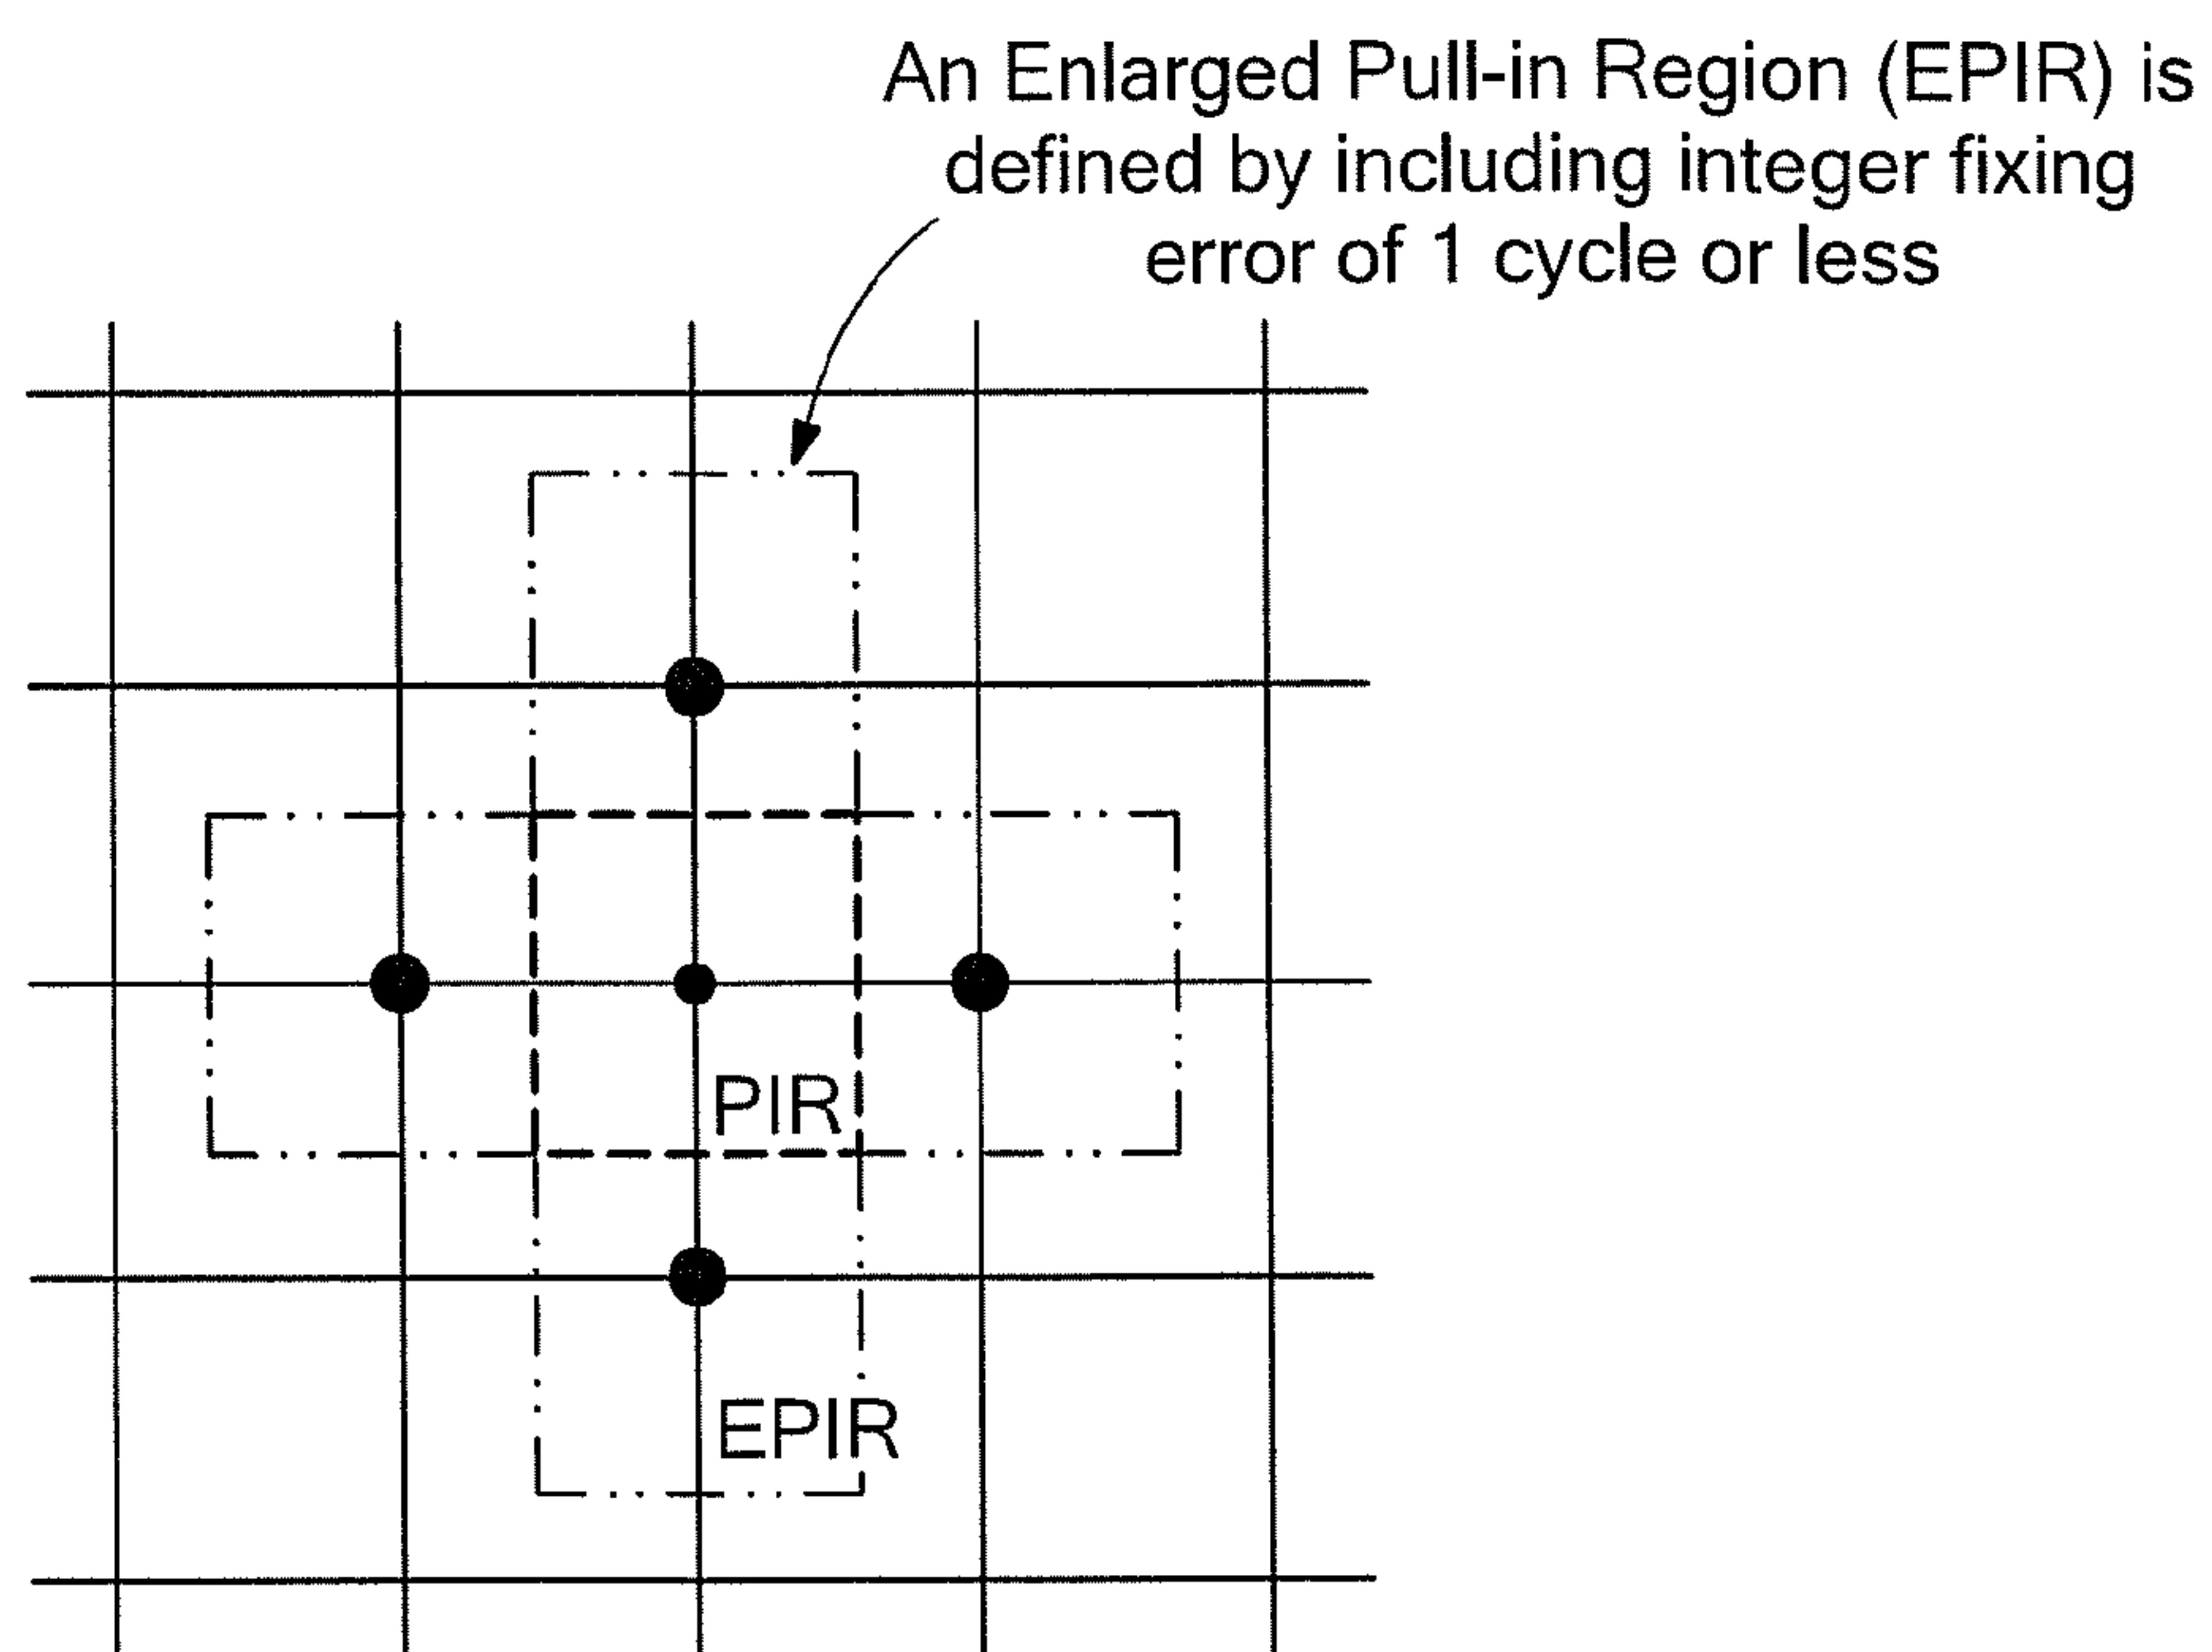 An Enlarged Pull-in Region (EPIR) is
defined by including integer fixing
error of 1 cycle or less
PIR
EPIR